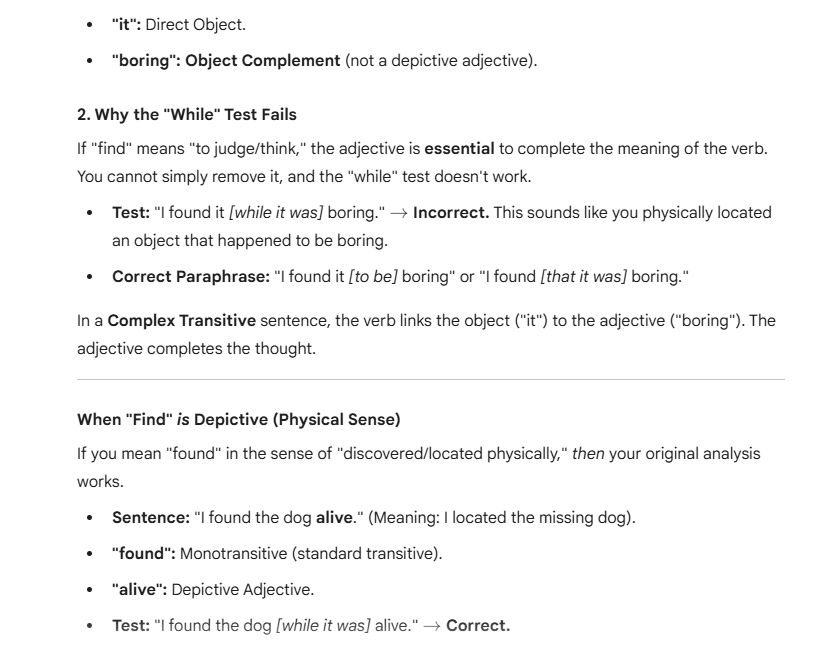 • "it": Direct Object.
• "boring": Object Complement (not a depictive adjective).
2. Why the "While" Test Fails
If "find" means "to judge/think," the adjective is essential to complete the meaning of the verb.
You cannot simply remove it, and the "while" test doesn't work.
• Test: "I found it [while it was] boring." → Incorrect. This sounds like you physically located
an object that happened to be boring.
• Correct Paraphrase: "I found it [to be] boring" or "I found [that it was] boring."
In a Complex Transitive sentence, the verb links the object ("it") to the adjective ("boring"). The
adjective completes the thought.
When "Find" is Depictive (Physical Sense)
If you mean "found" in the sense of "discovered/located physically," then your original analysis
works.
• Sentence: "I found the dog alive." (Meaning: I located the missing dog).
• "found": Monotransitive (standard transitive).
• "alive": Depictive Adjective.
• Test: "I found the dog [while it was] alive." → Correct.